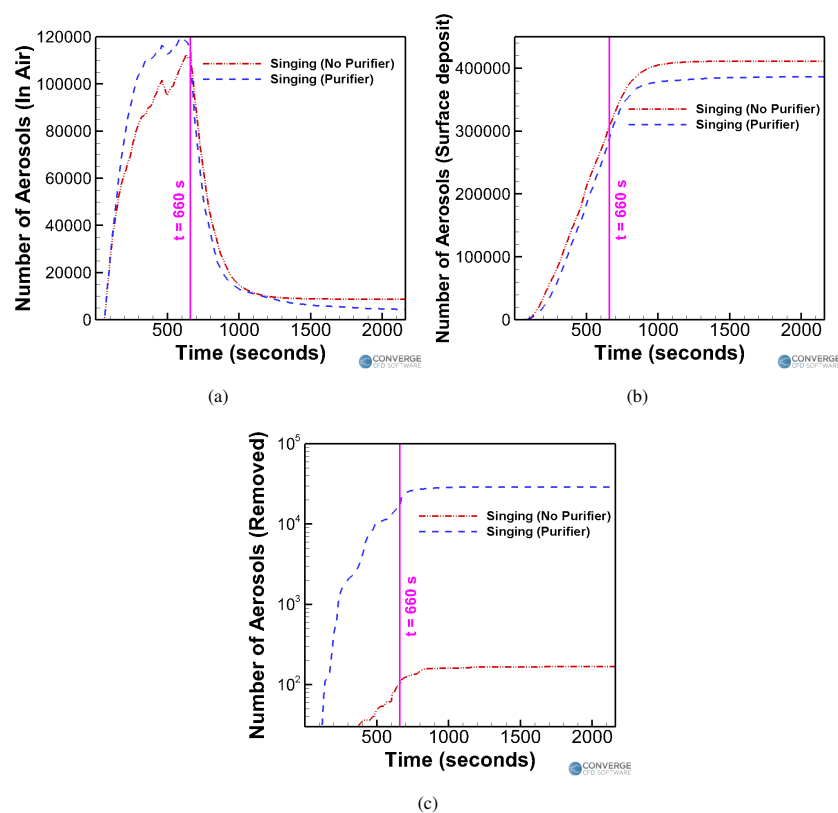 Number of Aerosols (In Air)
120000
100000
80000
60000
40000
20000
0
Singing (No Purifier)
Singing (Purifier)
t = 660 s
500
1000
1500
2000
Time (seconds)
CONVERGE
CFD SOFTWARE
(a)
Number of Aerosols (Surface deposit)
400000
300000
200000
100000
0
Singing (No Purifier)
Singing (Purifier)
t = 660 s
500
1000
1500
2000
Time (seconds)
CONVERGE
CFD SOFTWARE
(b)
Number of Aerosols (Removed)
10^5
10^4
10^3
10^2
Singing (No Purifier)
Singing (Purifier)
t = 660 s
500
1000
1500
2000
Time (seconds)
CONVERGE
CFD SOFTWARE
(c)